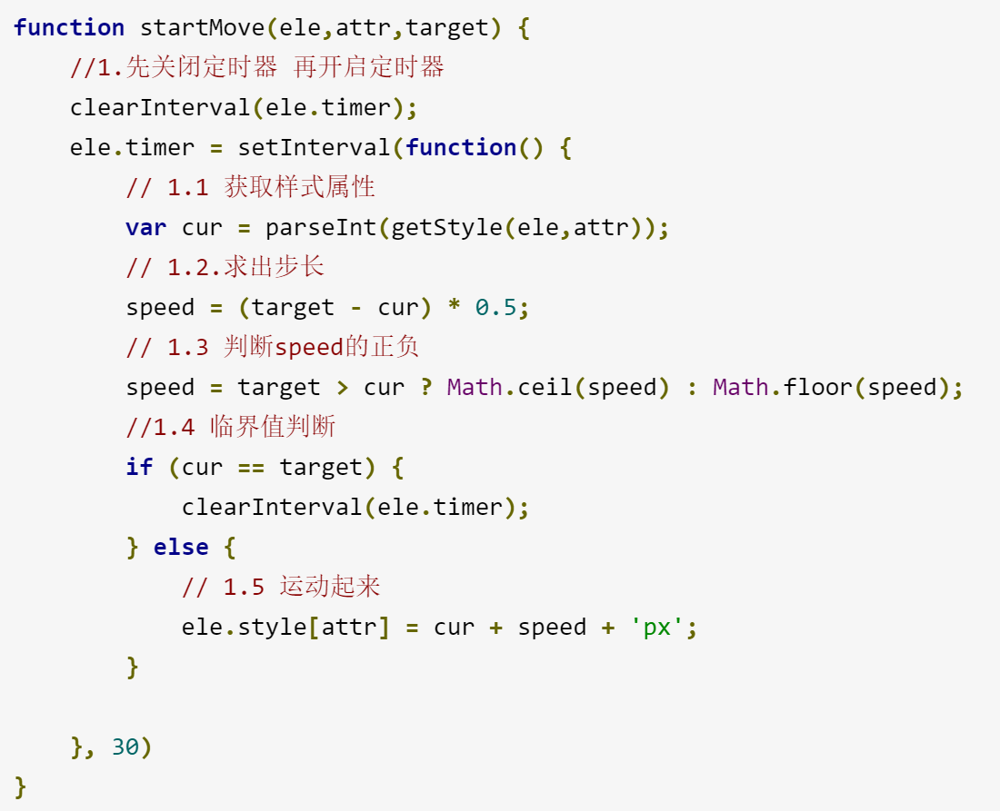 function startMove(ele,attr,target) {
    //1.先关闭定时器 再开启定时器
    clearInterval(ele.timer);
    ele.timer = setInterval(function() {
        // 1.1 获取样式属性
        var cur = parseInt(getStyle(ele,attr));
        // 1.2.求出步长
        speed = (target - cur) * 0.5;
        // 1.3 判断speed的正负
        speed = target > cur ? Math.ceil(speed) : Math.floor(speed);
        //1.4 临界值判断
        if (cur == target) {
            clearInterval(ele.timer);
        } else {
            // 1.5 运动起来
            ele.style[attr] = cur + speed + 'px';
        }
    }, 30)
}